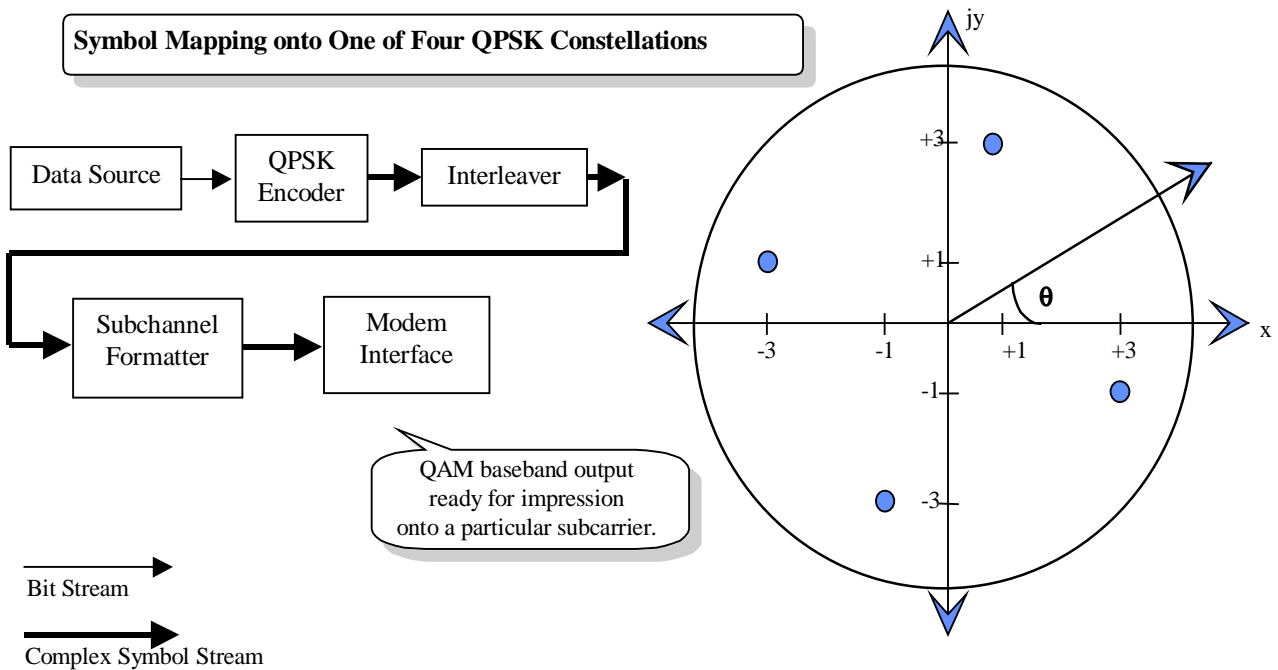 Symbol Mapping onto One of Four QPSK Constellations
Data Source
QPSK
Encoder
Interleaver
Subchannel
Formatter
Modem
Interface
QAM baseband output
ready for impression
onto a particular subcarrier.
Bit Stream
Complex Symbol Stream
jy
+3
+1
θ
-3
-1
+1
+3
x
-1
-3